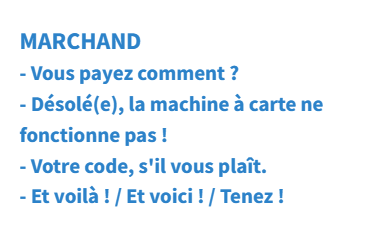 MARCHAND
- Vous payez comment ?
- Désolé(e), la machine à carte ne
fonctionne pas !
- Votre code, s'il vous plaît.
- Et voilà ! / Et voici ! / Tenez !